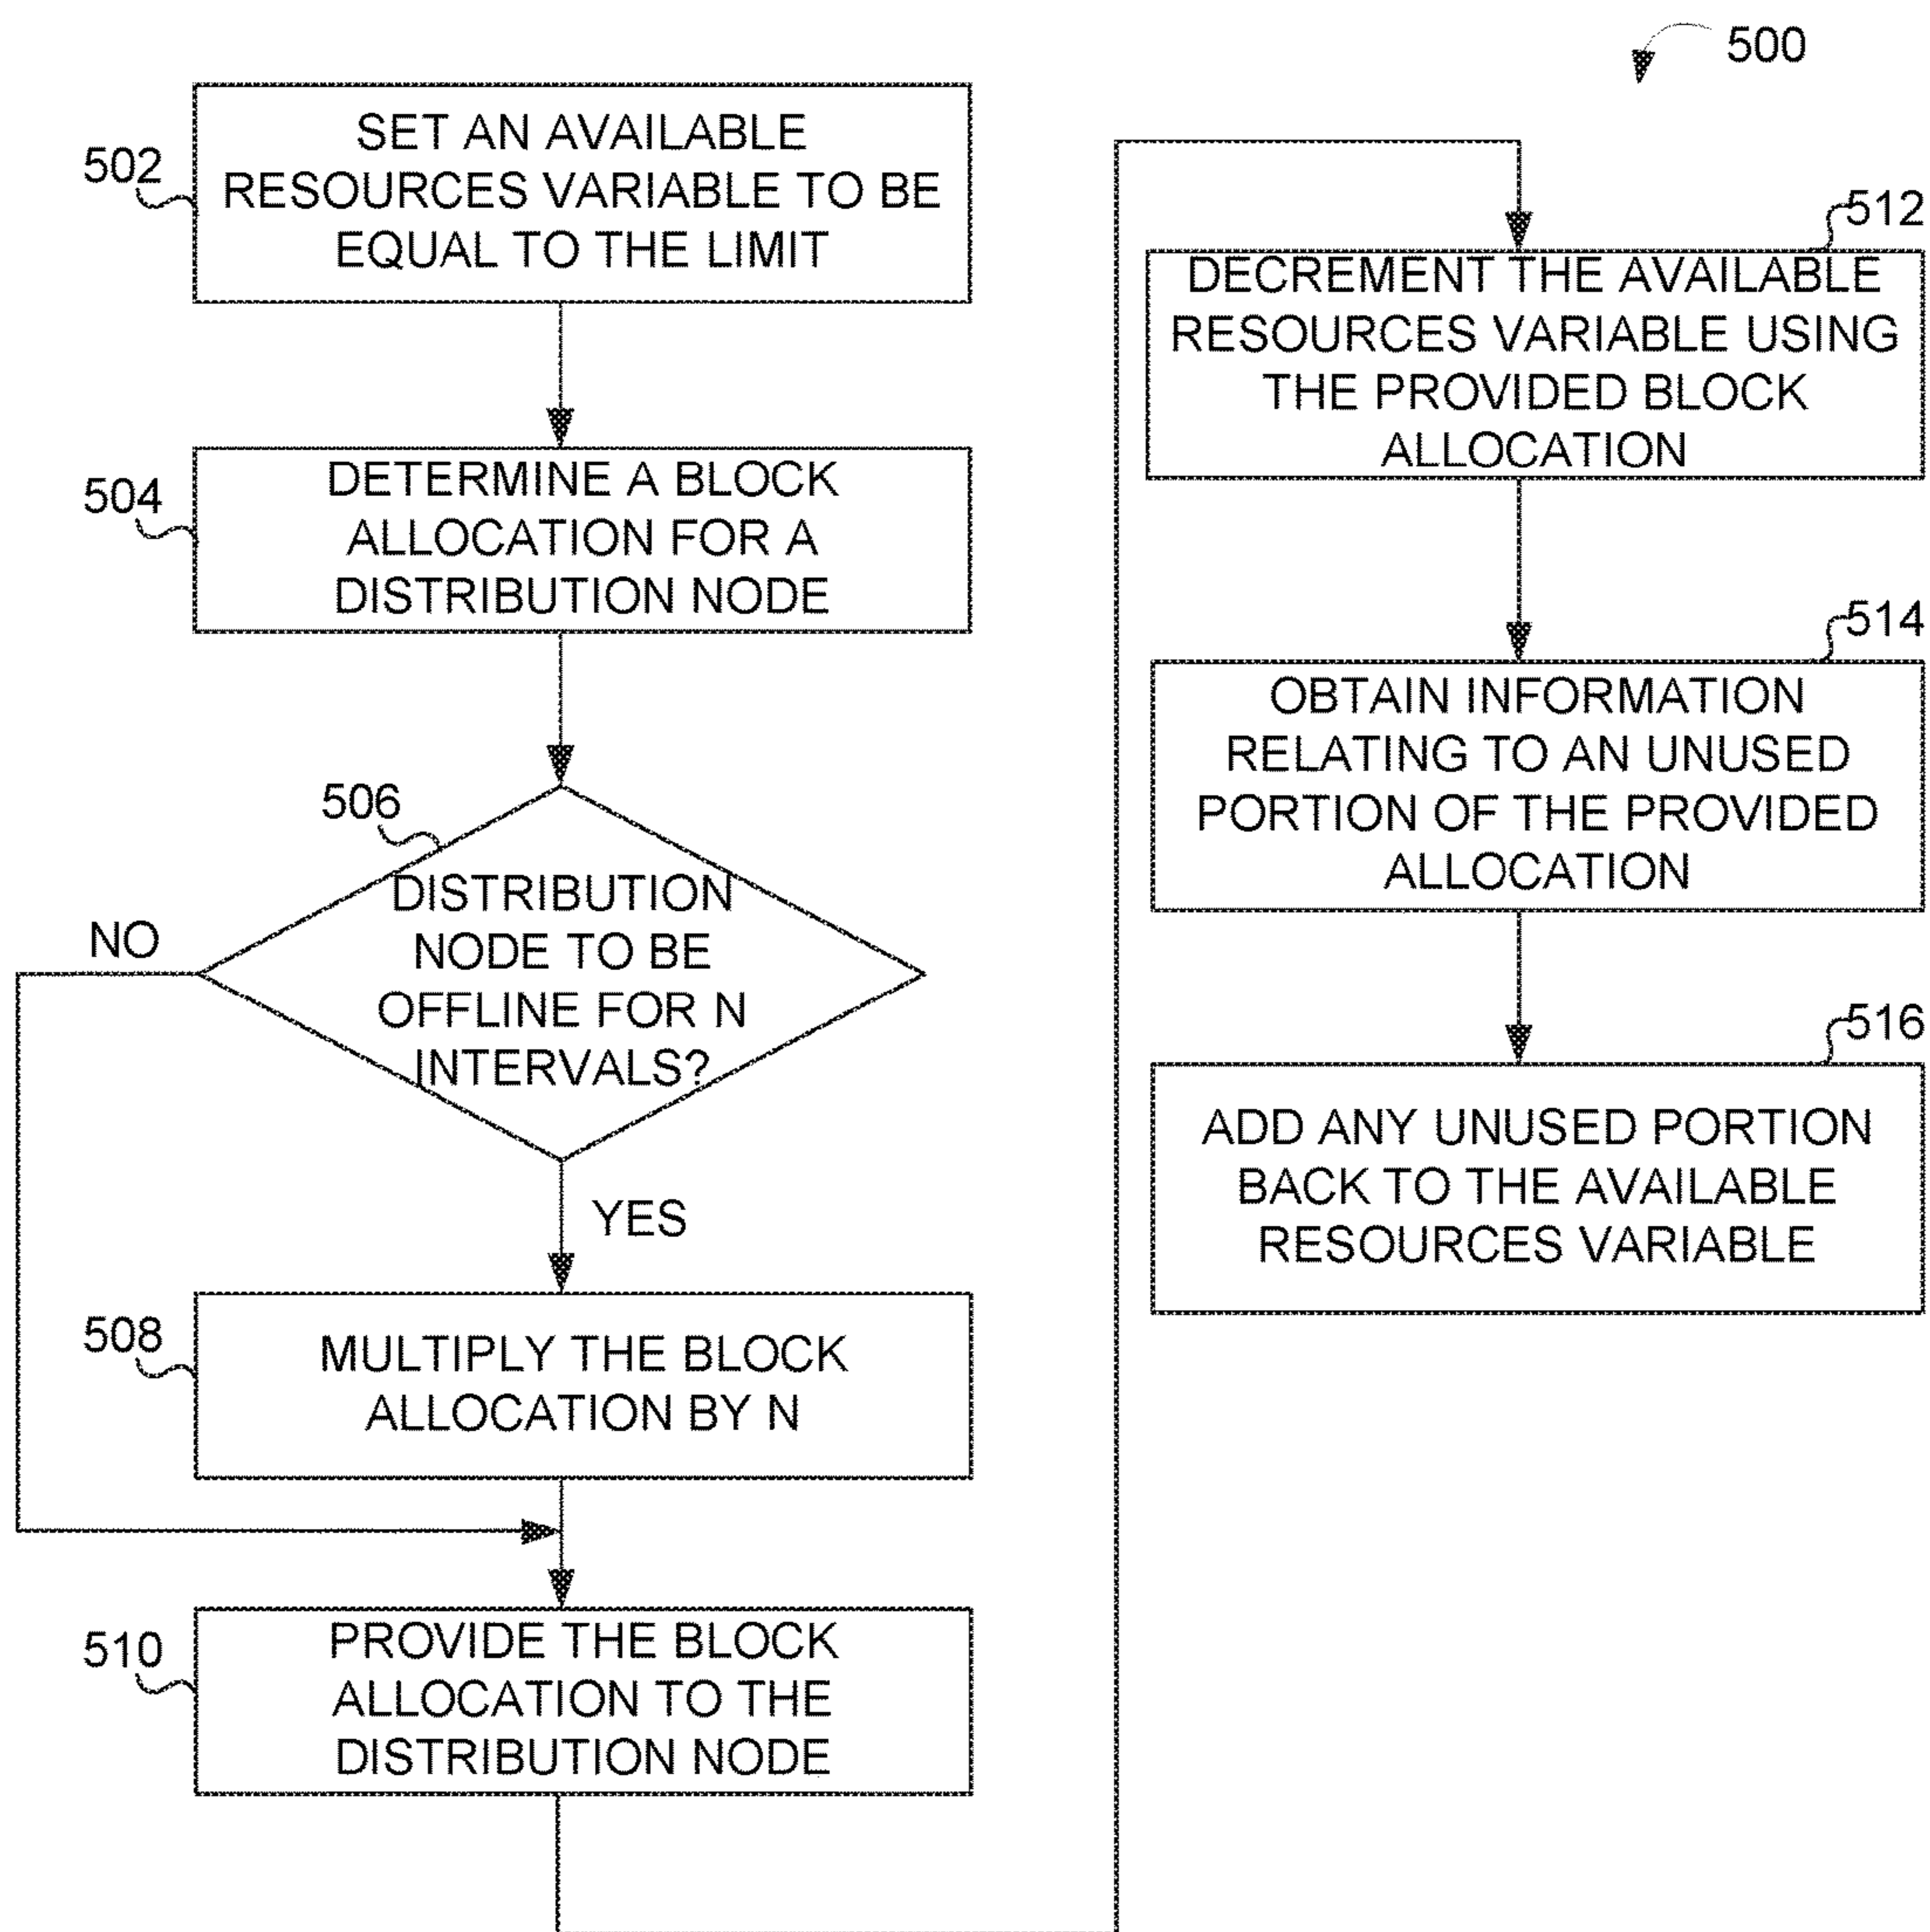 500
502
SET AN AVAILABLE
RESOURCES VARIABLE TO BE
EQUAL TO THE LIMIT
504
DETERMINE A BLOCK
ALLOCATION FOR A
DISTRIBUTION NODE
506
DISTRIBUTION
NODE TO BE
OFFLINE FOR N
INTERVALS?
NO
YES
508
MULTIPLY THE BLOCK
ALLOCATION BY N
510
PROVIDE THE BLOCK
ALLOCATION TO THE
DISTRIBUTION NODE
512
DECREMENT THE AVAILABLE
RESOURCES VARIABLE USING
THE PROVIDED BLOCK
ALLOCATION
514
OBTAIN INFORMATION
RELATING TO AN UNUSED
PORTION OF THE PROVIDED
ALLOCATION
516
ADD ANY UNUSED PORTION
BACK TO THE AVAILABLE
RESOURCES VARIABLE